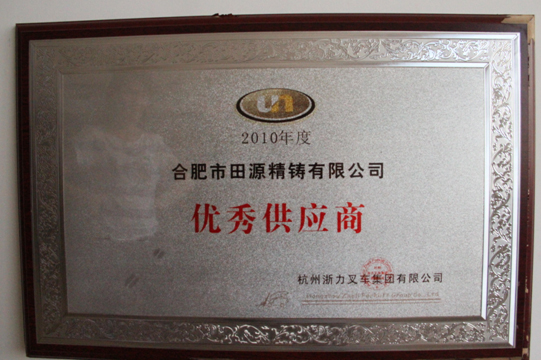 2010年度
合肥市田源精铸有限公司
优秀供应商
杭州浙力叉车集团有限公司